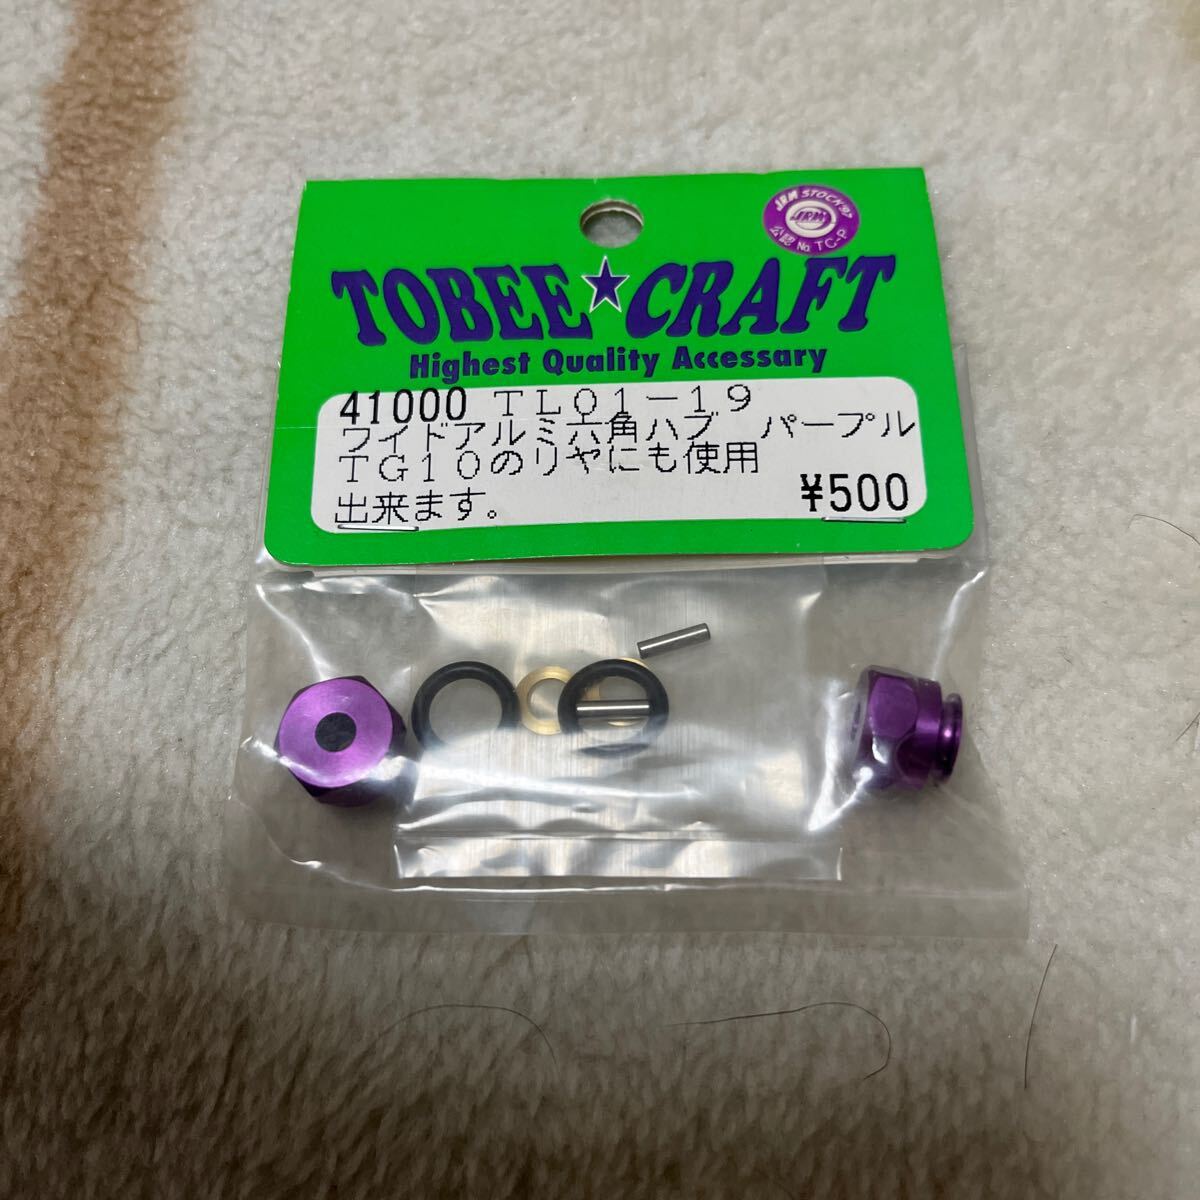 JRM STOCK'97
JRM
公認 No. TC-P
TOBEE★CRAFT
Highest Quality Accessary
41000 TL01-19
ワイドアルミ六角ハブ パープル
TG10のリヤにも使用
出来ます。
¥500